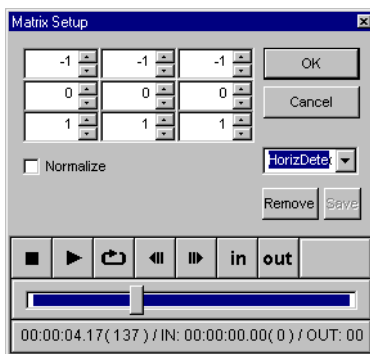 Matrix Setup
-1 -1 -1 OK
0 0 0 Cancel
1 1 1
Normalize HorizDete
Remove Save
in out
00:00:04.17( 137 ) / IN: 00:00:00.00( 0 ) / OUT: 00